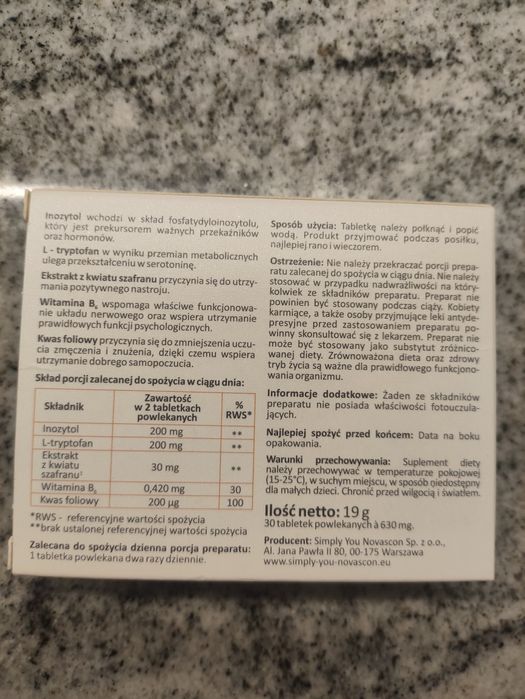 Inozytol wchodzi w skład fosfatydyloinozytolu,
który jest prekursorem ważnych przekaźników
oraz hormonów.
L - tryptofan w wyniku przemian metabolicznych
ulega przekształceniu w serotoninę.
Ekstrakt z kwiatu szafranu przyczynia się do utrzy-
mania pozytywnego nastroju.
Witamina B₆ wspomaga właściwe funkcjonowa-
nie układu nerwowego oraz wspiera utrzymanie
prawidłowych funkcji psychologicznych.
Kwas foliowy przyczynia się do zmniejszenia uczu-
cia zmęczenia i znużenia, dzięki czemu wspiera
utrzymanie dobrego samopoczucia.
Skład porcji zalecanej do spożycia w ciągu dnia:
Składnik Zawartość w 2 tabletkach powlekanych % RWS*
Inozytol 200 mg **
L-tryptofan 200 mg **
Ekstrakt z kwiatu szafranu¹ 30 mg **
Witamina B₆ 0,420 mg 30
Kwas foliowy 200 µg 100
*RWS - referencyjne wartości spożycia
**brak ustalonej referencyjnej wartości spożycia
Zalecana do spożycia dzienna porcja preparatu:
1 tabletka powlekana dwa razy dziennie.
Sposób użycia: Tabletkę należy połknąć i popić
wodą. Produkt przyjmować podczas posiłku,
najlepiej rano i wieczorem.
Ostrzeżenie: Nie należy przekraczać porcji prepa-
ratu zalecanej do spożycia w ciągu dnia. Nie należy
stosować w przypadku nadwrażliwości na który-
kolwiek ze składników preparatu. Preparat nie
powinien być stosowany podczas ciąży. Kobiety
karmiące, a także osoby przyjmujące leki antyde-
presyjne przed zastosowaniem preparatu po-
winny skonsultować się z lekarzem. Preparat nie
może być stosowany jako substytut zróżnico-
wanej diety. Zrównoważona dieta oraz zdrowy
tryb życia są ważne dla prawidłowego funkcjono-
wania organizmu.
Informacje dodatkowe: Żaden ze składników
preparatu nie posiada właściwości fotouczula-
jących.
Najlepiej spożyć przed końcem: Data na boku
opakowania.
Warunki przechowywania: Suplement diety
należy przechowywać w temperaturze pokojowej
(15-25°C), w suchym miejscu, w sposób niedostępny
dla małych dzieci. Chronić przed wilgocią i światłem.
Ilość netto: 19 g
30 tabletek powlekanych à 630 mg.
Producent: Simply You Novascon Sp. z o.o.,
Al. Jana Pawła II 80, 00-175 Warszawa
www.simply-you-novascon.eu